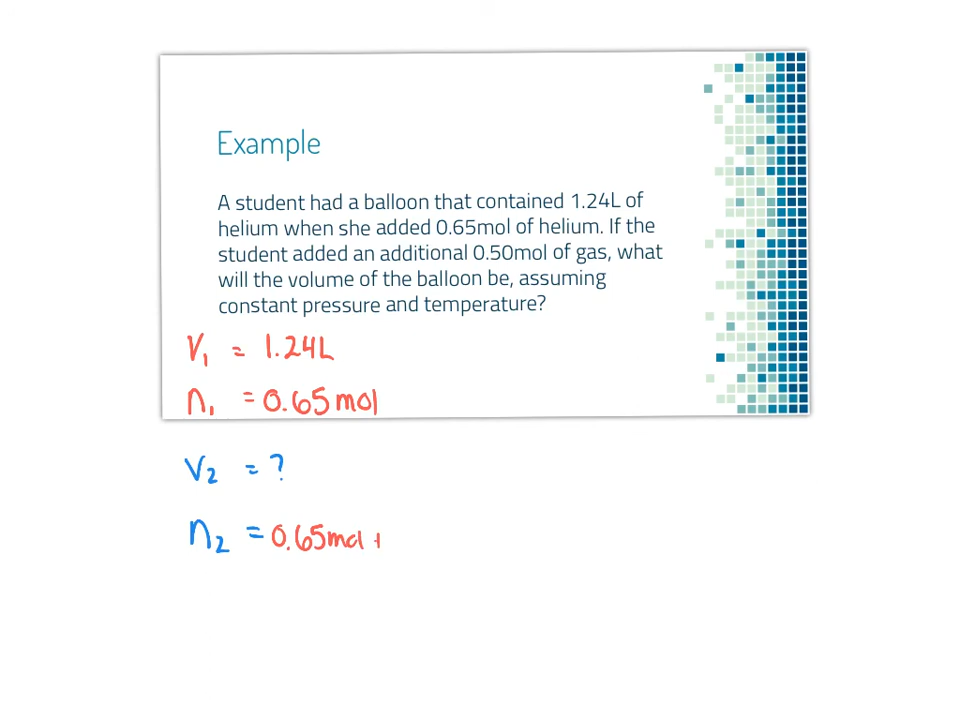 Example
A student had a balloon that contained 1.24L of
helium when she added 0.65mol of helium. If the
student added an additional 0.50mol of gas, what
will the volume of the balloon be, assuming
constant pressure and temperature?
V₁ = 1.24L
n₁ = 0.65mol
V₂ = ?
n₂ = 0.65mol +